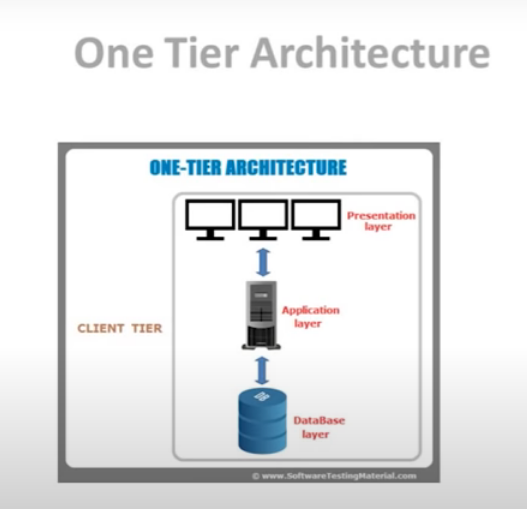 One Tier Architecture
ONE-TIER ARCHITECTURE
Presentation
layer
Application
layer
CLIENT TIER
DataBase
layer
© www.SoftwareTestingMaterial.com